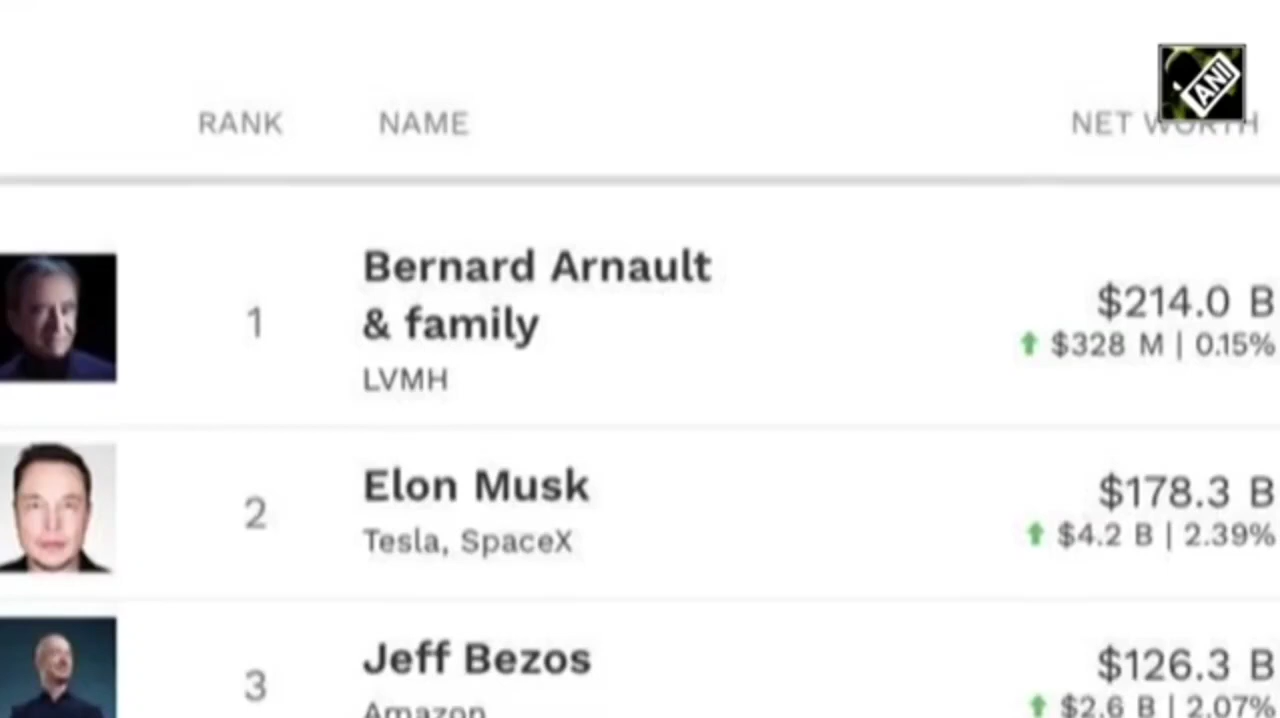 ANI
RANK NAME NET WORTH
Bernard Arnault
& family
1
$214.0 B
$328 M | 0.15%
LVMH
Elon Musk
2
$178.3 B
Tesla, SpaceX
$4.2 B | 2.39%
Jeff Bezos
3
$126.3 B
Amazon
$2.6 B | 2.07%